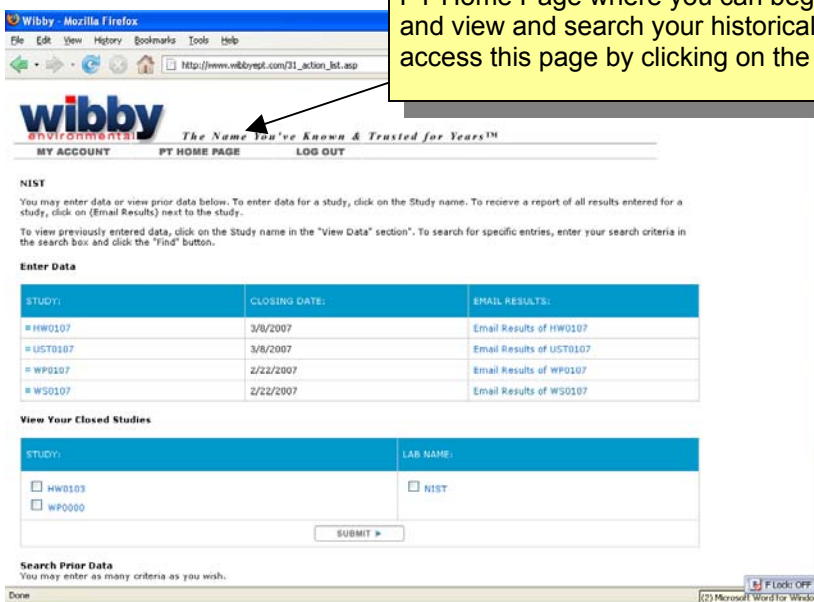 PT Home Page where you can beg
and view and search your historical
access this page by clicking on the
Wibby - Mozilla Firefox
File Edit View History Bookmarks Tools Help
http://www.wibbyept.com/31_action_list.asp
wibby
environmental
The Name You've Known & Trusted for Years™
MY ACCOUNT PT HOME PAGE LOG OUT
NIST
You may enter data or view prior data below. To enter data for a study, click on the Study name. To recieve a report of all results entered for a
study, click on (Email Results) next to the study.
To view previously entered data, click on the Study name in the "View Data" section". To search for specific entries, enter your search criteria in
the search box and click the "Find" button.
Enter Data
STUDY: CLOSING DATE: EMAIL RESULTS:
HW0107 3/8/2007 Email Results of HW0107
UST0107 3/8/2007 Email Results of UST0107
WP0107 2/22/2007 Email Results of WP0107
WS0107 2/22/2007 Email Results of WS0107
View Your Closed Studies
STUDY: LAB NAME:
HW0103 NIST
WP0000
SUBMIT
Search Prior Data
You may enter as many criteria as you wish.
Done
F Lock: OFF
(2) Microsoft Word for Windo